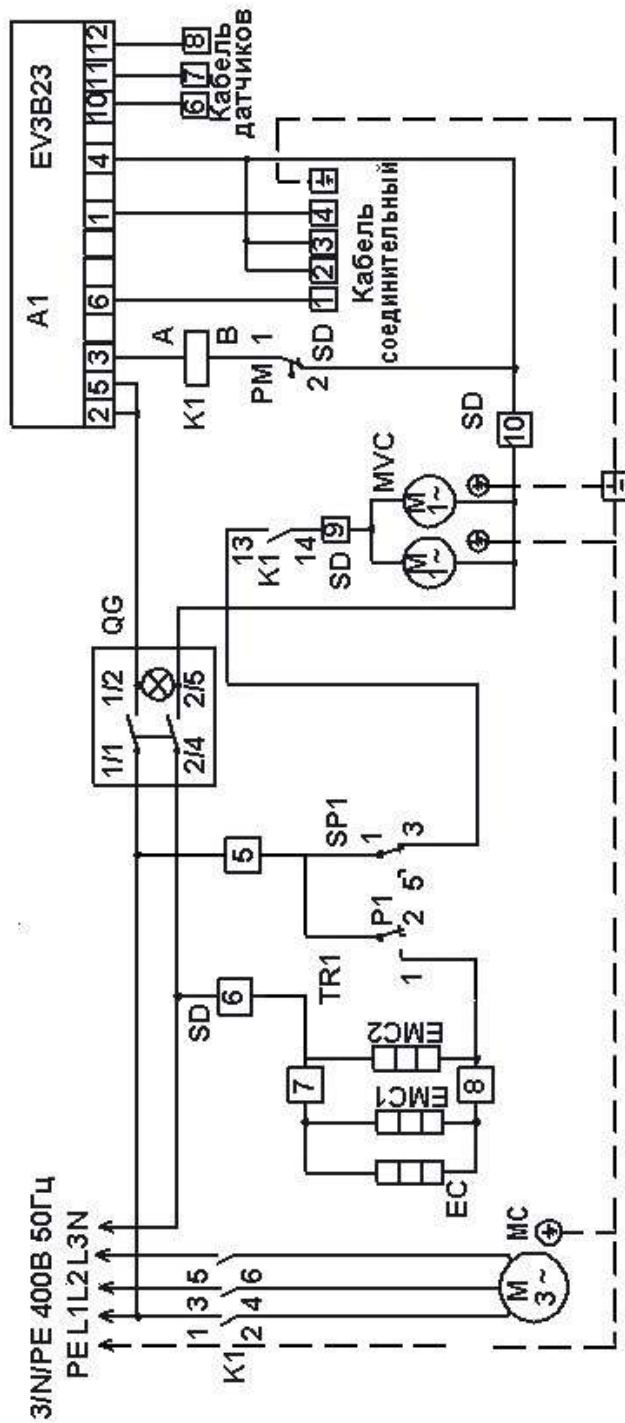 3/N/PE 400В 50Гц
PE L1 L2 L3 N
1 3 5
K1
2 4 6
M
3 ~
MC
SD
6
7
EC
EMC1
EMC2
8
TR1
P1
1 2
5
SP1
1
5 3
1/1 1/2
2/4 2/5
QG
13
K1
14
SD
9
M
1~
M
1~
MVC
10
SD
A1 EV3B23
2 5 3 6 1 4 10 11 12
A
K1
B
PM
1
2
SD
1 2 3 4
Кабель
соединительный
6 7 8
Кабель
датчиков